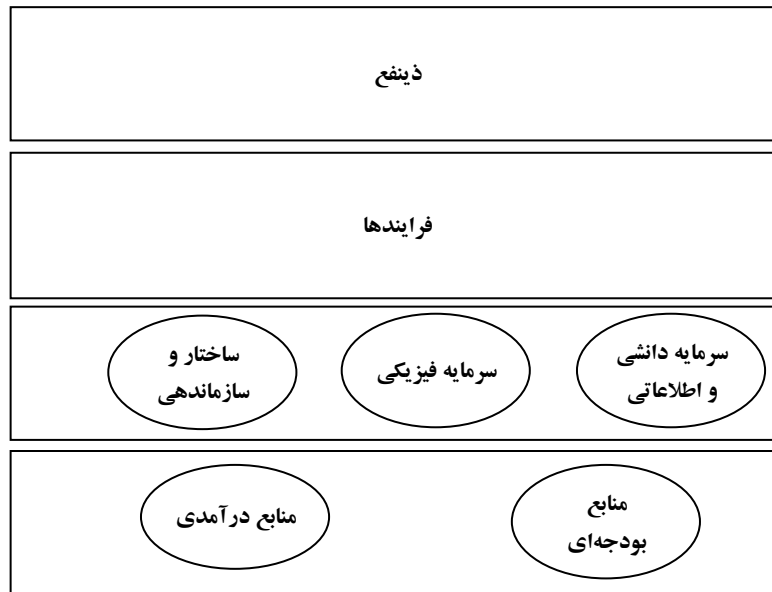 ذینفع
فرایندها
سرمایه دانشی
و اطلاعاتی
سرمایه فیزیکی
ساختار و
سازماندهی
منابع
بودجه‌ای
منابع درآمدی